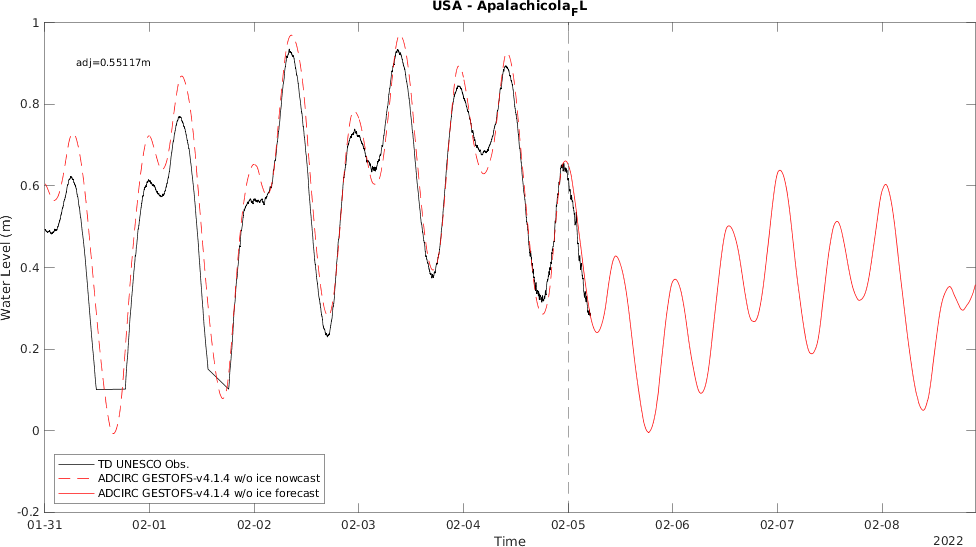 USA - Apalachicola_FL
1
adj=0.55117m
0.8
0.6
0.4
0.2
0
-0.2
Water Level (m)
TD UNESCO Obs.
ADCIRC GESTOFS-v4.1.4 w/o ice nowcast
ADCIRC GESTOFS-v4.1.4 w/o ice forecast
01-31 02-01 02-02 02-03 02-04 02-05 02-06 02-07 02-08
Time
2022